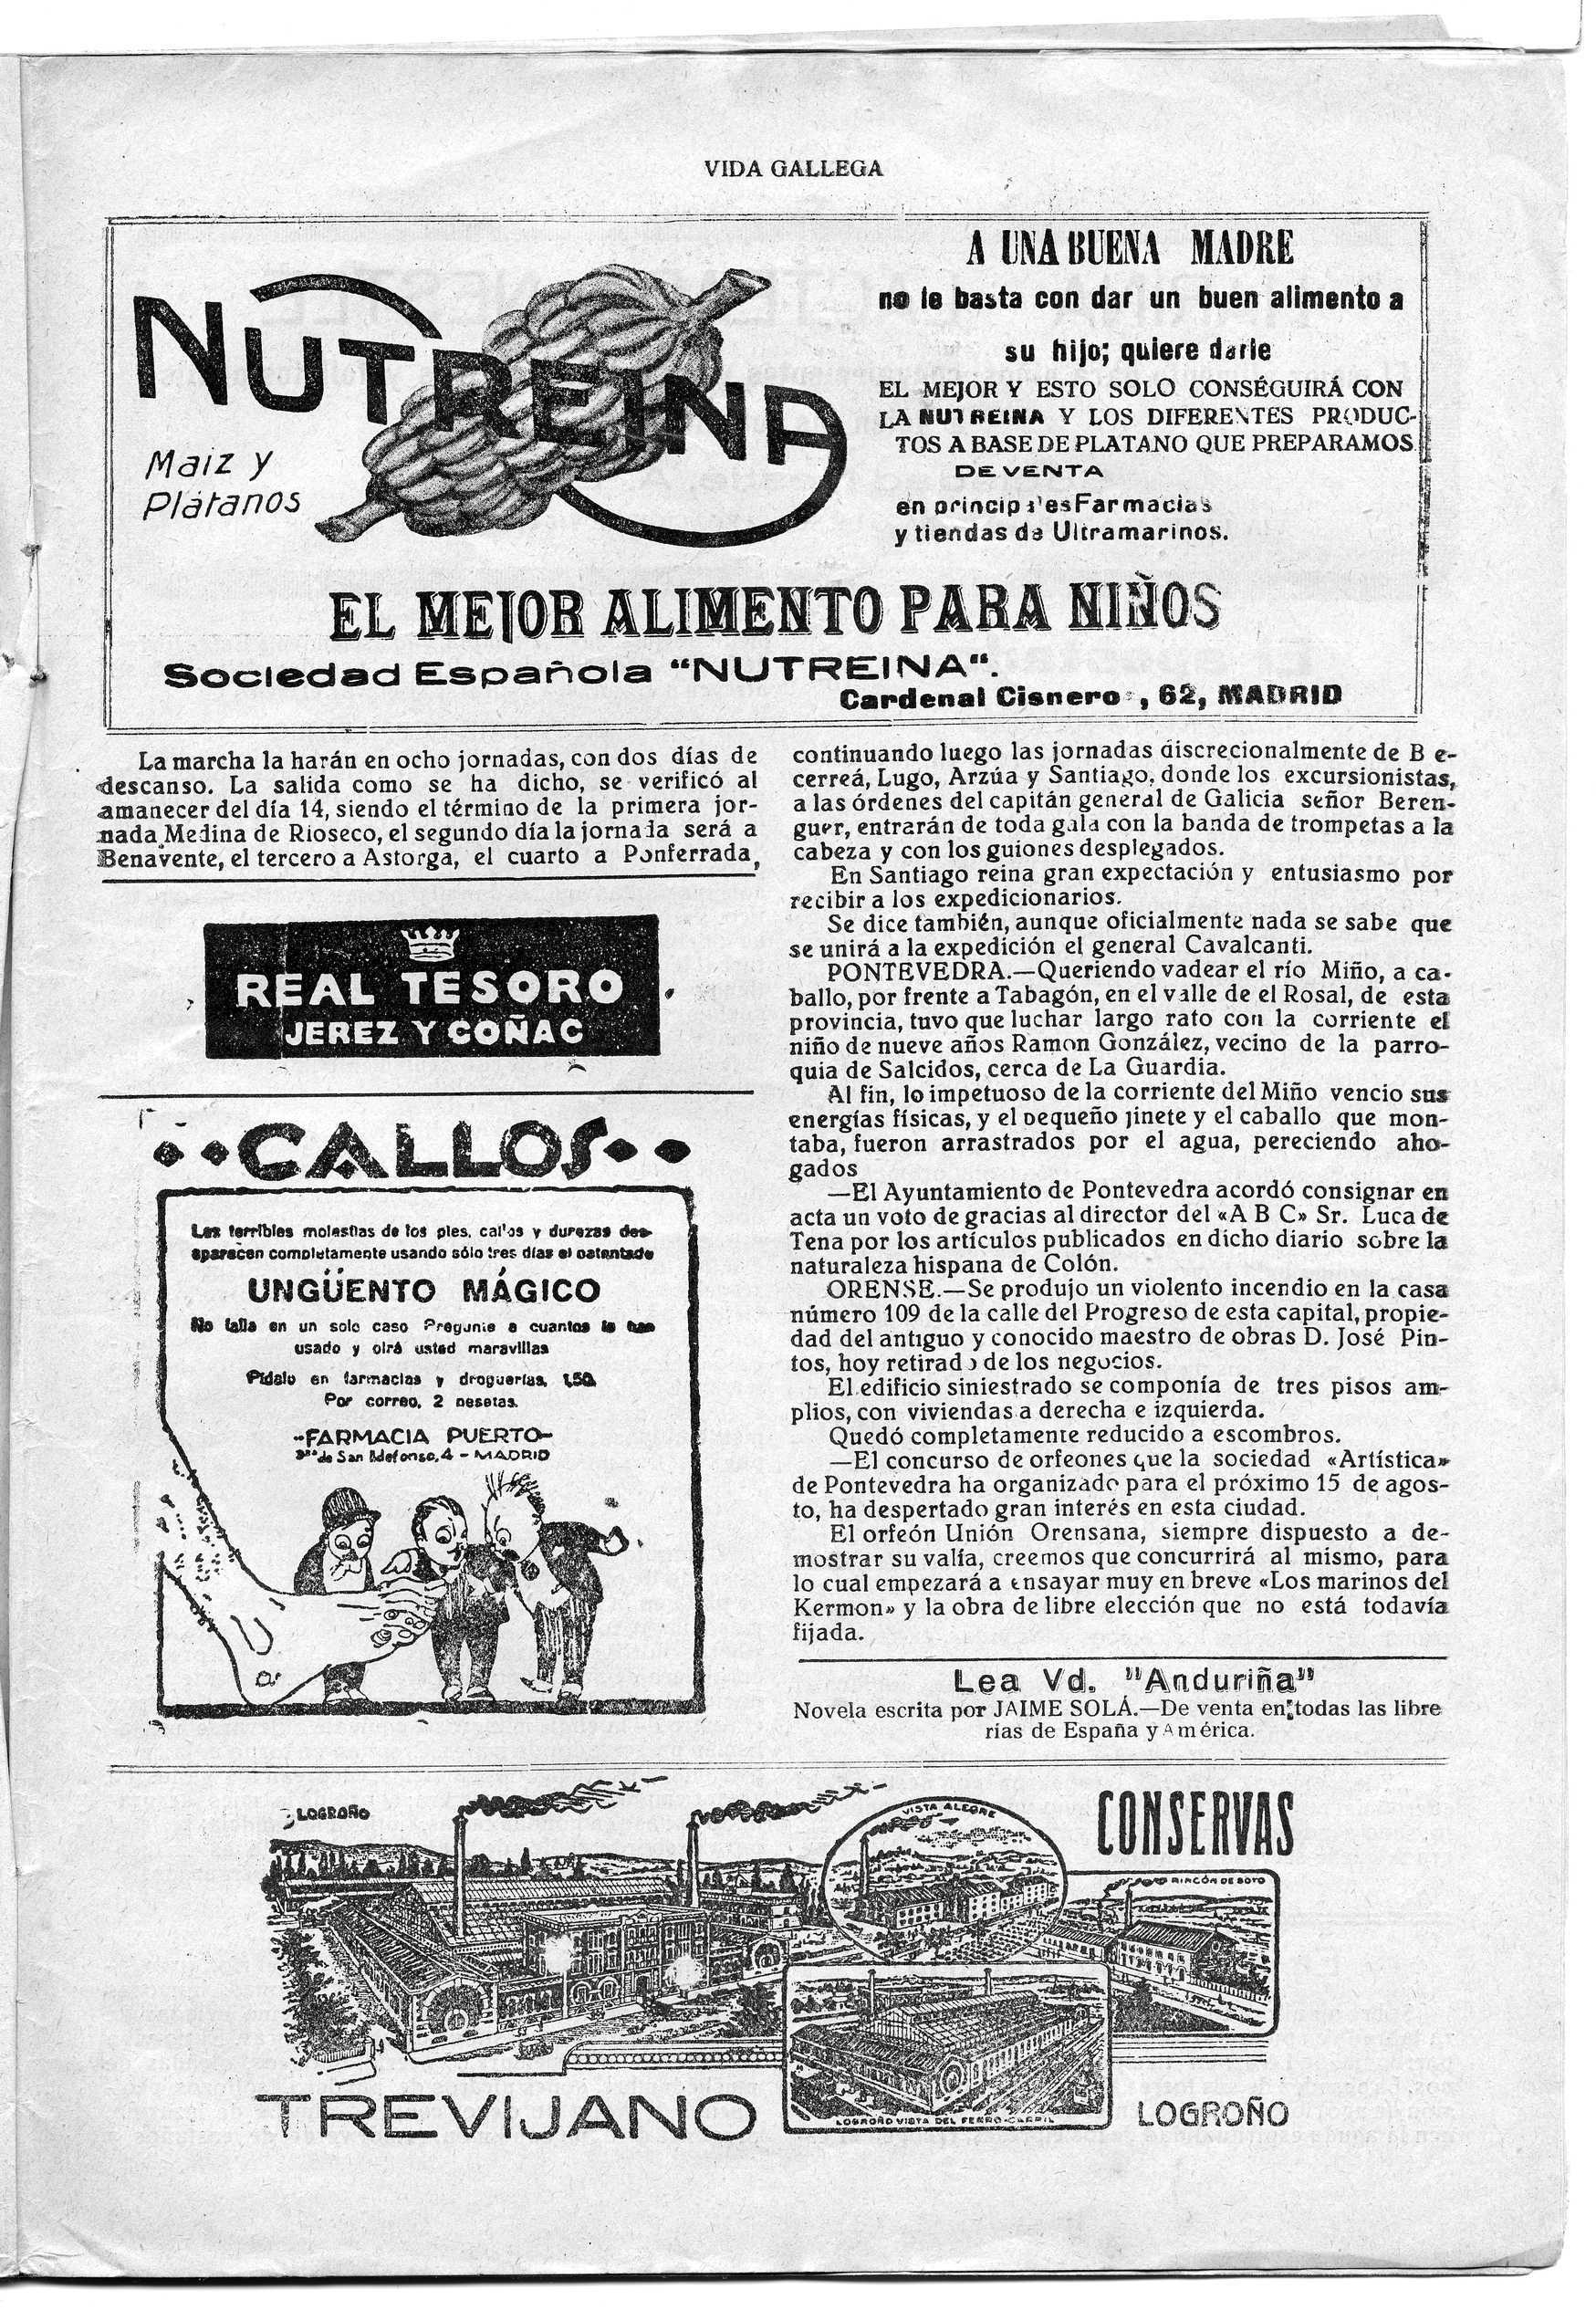 VIDA GALLEGA
NUTREINA
Maiz y
Plátanos
A UNA BUENA MADRE
no le basta con dar un buen alimento a
su hijo; quiere darle
EL MEJOR Y ESTO SOLO CONSÉGUIRÁ CON
LA NUTREINA Y LOS DIFERENTES PRODUC-
TOS A BASE DE PLATANO QUE PREPARAMOS
DE VENTA
en principales Farmacias
y tiendas de Ultramarinos.
EL MEJOR ALIMENTO PARA NIÑOS
Sociedad Española "NUTREINA".
Cardenal Cisneros, 62, MADRID
La marcha la harán en ocho jornadas, con dos días de
descanso. La salida como se ha dicho, se verificó al
amanecer del día 14, siendo el término de la primera jor-
nada Medina de Rioseco, el segundo día la jornada será a
Benavente, el tercero a Astorga, el cuarto a Ponferrada,
REAL TESORO
JEREZ Y COÑAC
CALLOS
Las terribles molestias de los pies, callos y durezas des-
aparecen completamente usando sólo tres días el patentado
UNGÜENTO MÁGICO
No falla en un solo caso Pregunte a cuantos lo han
usado y oirá usted maravillas
Pídalo en farmacias y droguerías, 1,50.
Por correo, 2 pesetas.
-FARMACIA PUERTO-
de San Ildefonso, 4 - MADRID
continuando luego las jornadas discrecionalmente de B e-
cerreá, Lugo, Arzúa y Santiago, donde los excursionistas,
a las órdenes del capitán general de Galicia señor Beren-
guer, entrarán de toda gala con la banda de trompetas a la
cabeza y con los guiones desplegados.
En Santiago reina gran expectación y entusiasmo por
recibir a los expedicionarios.
Se dice también, aunque oficialmente nada se sabe que
se unirá a la expedición el general Cavalcanti.
PONTEVEDRA.—Queriendo vadear el río Miño, a ca-
ballo, por frente a Tabagón, en el valle de el Rosal, de esta
provincia, tuvo que luchar largo rato con la corriente el
niño de nueve años Ramon González, vecino de la parro-
quia de Salcidos, cerca de La Guardia.
Al fin, lo impetuoso de la corriente del Miño vencio sus
energías físicas, y el pequeño jinete y el caballo que mon-
taba, fueron arrastrados por el agua, pereciendo aho-
gados
—El Ayuntamiento de Pontevedra acordó consignar en
acta un voto de gracias al director del «A B C» Sr. Luca de
Tena por los artículos publicados en dicho diario sobre la
naturaleza hispana de Colón.
ORENSE.—Se produjo un violento incendio en la casa
número 109 de la calle del Progreso de esta capital, propie-
dad del antiguo y conocido maestro de obras D. José Pin-
tos, hoy retirado de los negocios.
El edificio siniestrado se componía de tres pisos am-
plios, con viviendas a derecha e izquierda.
Quedó completamente reducido a escombros.
—El concurso de orfeones que la sociedad «Artística»
de Pontevedra ha organizado para el próximo 15 de agos-
to, ha despertado gran interés en esta ciudad.
El orfeón Unión Orensana, siempre dispuesto a de-
mostrar su valía, creemos que concurrirá al mismo, para
lo cual empezará a ensayar muy en breve «Los marinos del
Kermon» y la obra de libre elección que no está todavía
fijada.
Lea Vd. "Anduriña"
Novela escrita por JAIME SOLÁ.—De venta en todas las libre
rías de España y América.
LOGROÑO
VISTA ALEGRE
CONSERVAS
RINCÓN DE SOTO
LOGROÑO VISTA DEL FERRO-CARRIL
TREVIJANO
LOGROÑO